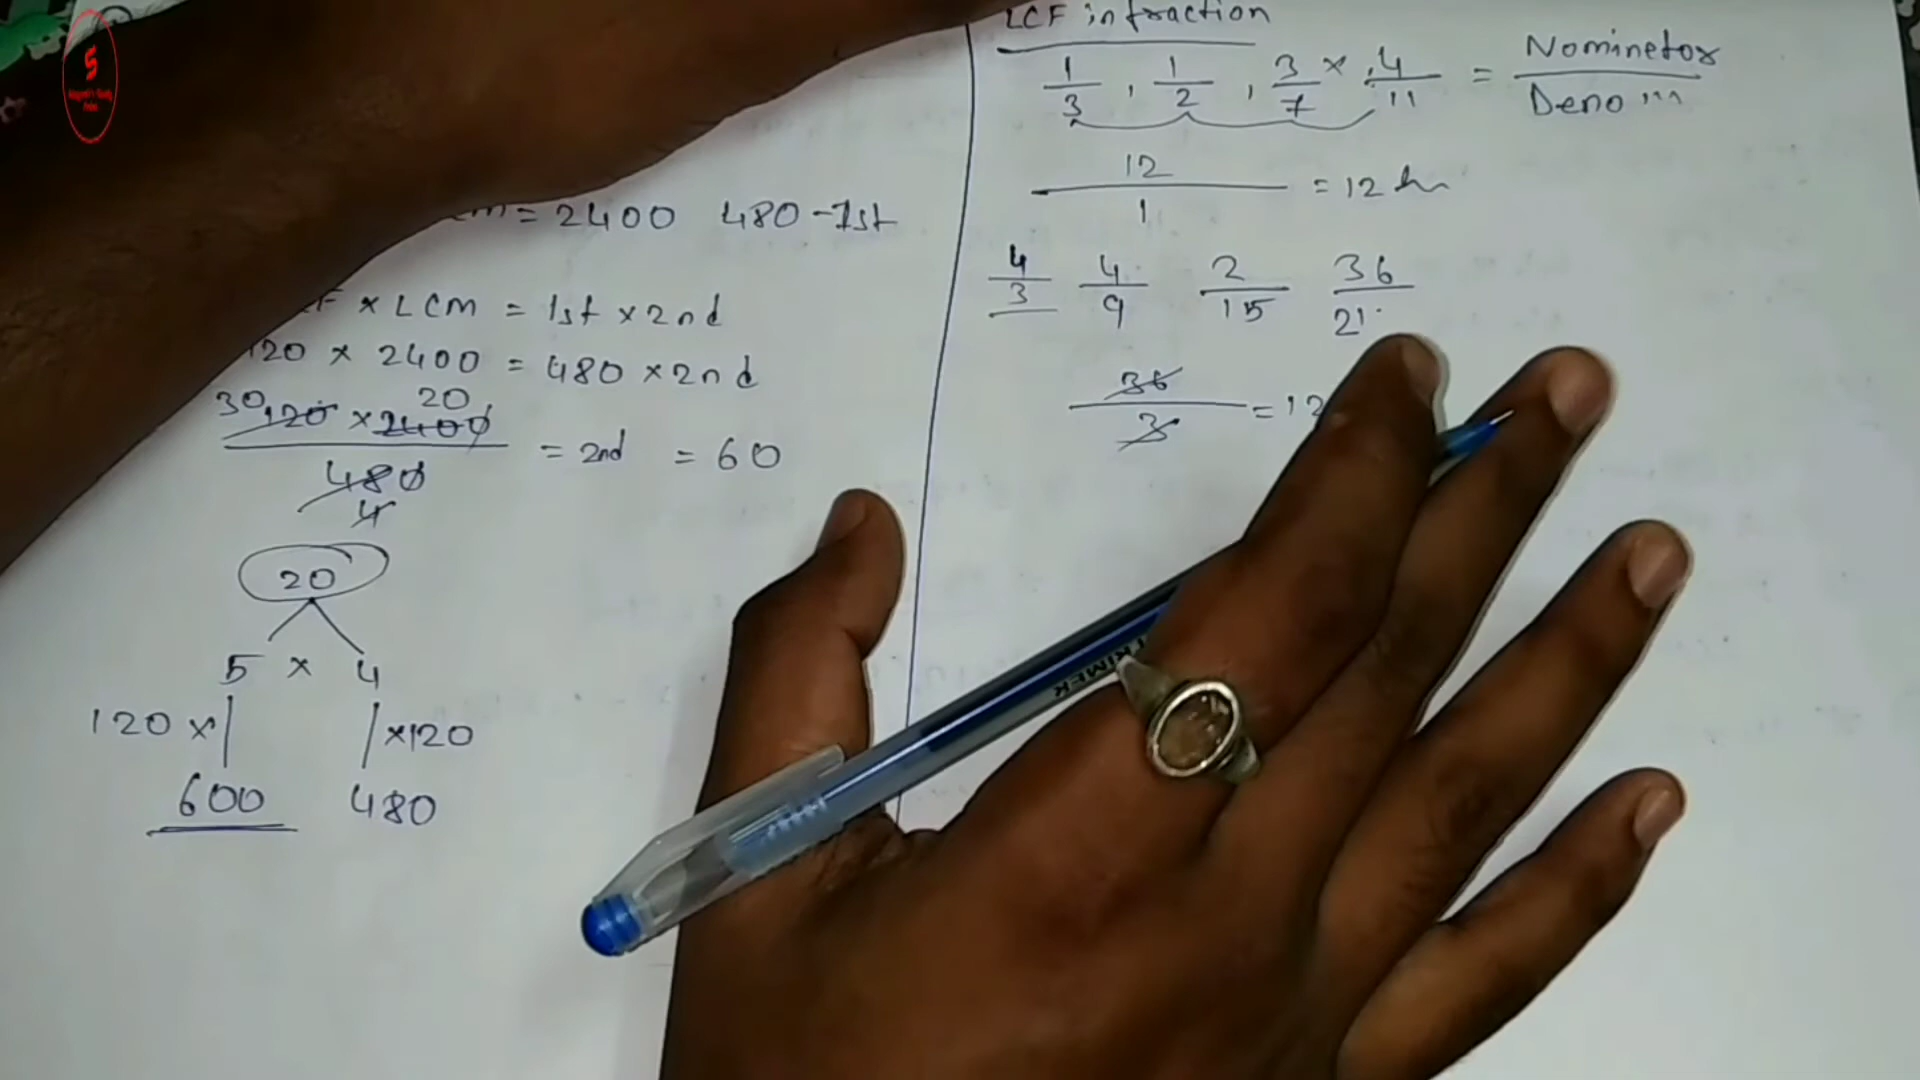 = 2400 480 - 1st
× LCM = 1st × 2nd
120 × 2400 = 480 × 2nd
30 20
120 × 2400
480
4
= 2nd = 60
20
5 × 4
120 × ×120
600 480
LCF in fraction
1/3 , 1/2 , 3/7 × 4/11 = Nominetor / Deno'''
12/1 = 12 hr
4/3 4/9 2/15 36/21
36/3 = 12
TRIMEK